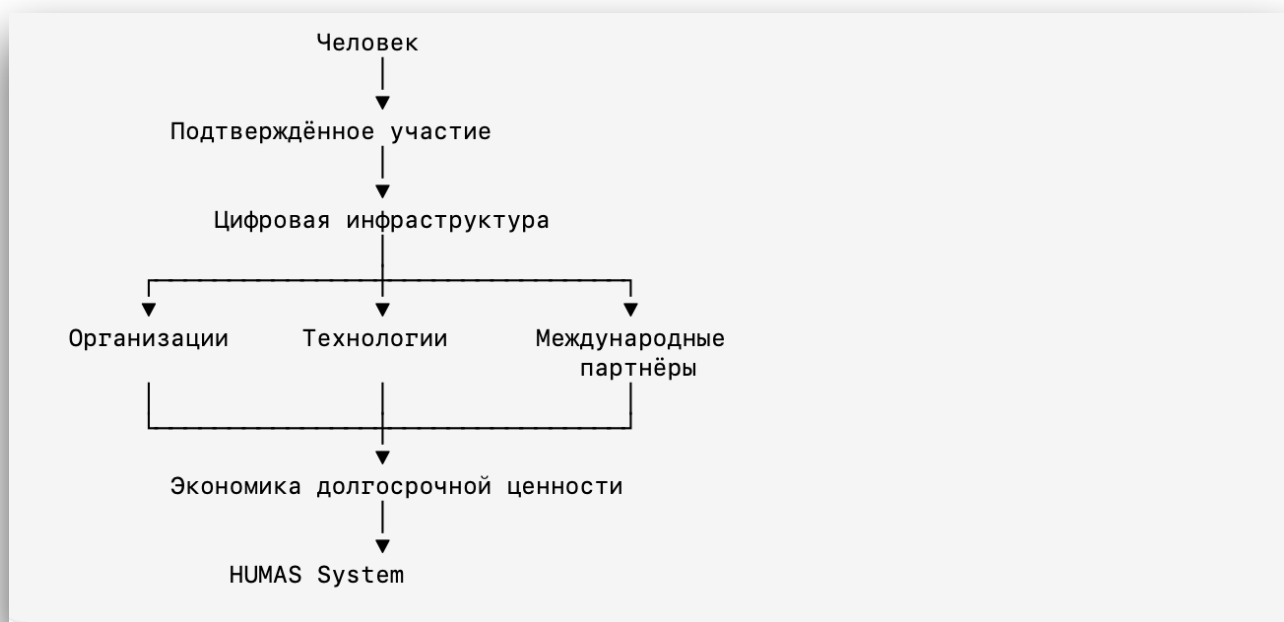 Человек
Подтверждённое участие
Цифровая инфраструктура
Организации Технологии Международные
партнёры
Экономика долгосрочной ценности
HUMAS System